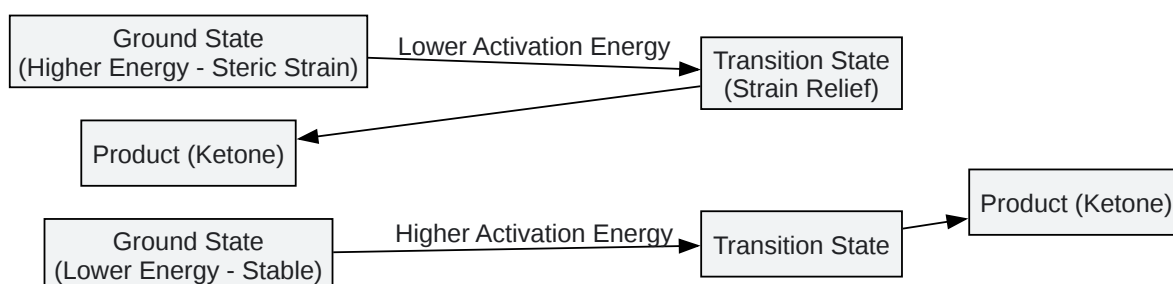 Ground State
(Higher Energy - Steric Strain)
Lower Activation Energy
Transition State
(Strain Relief)
Product (Ketone)
Ground State
(Lower Energy - Stable)
Higher Activation Energy
Transition State
Product (Ketone)